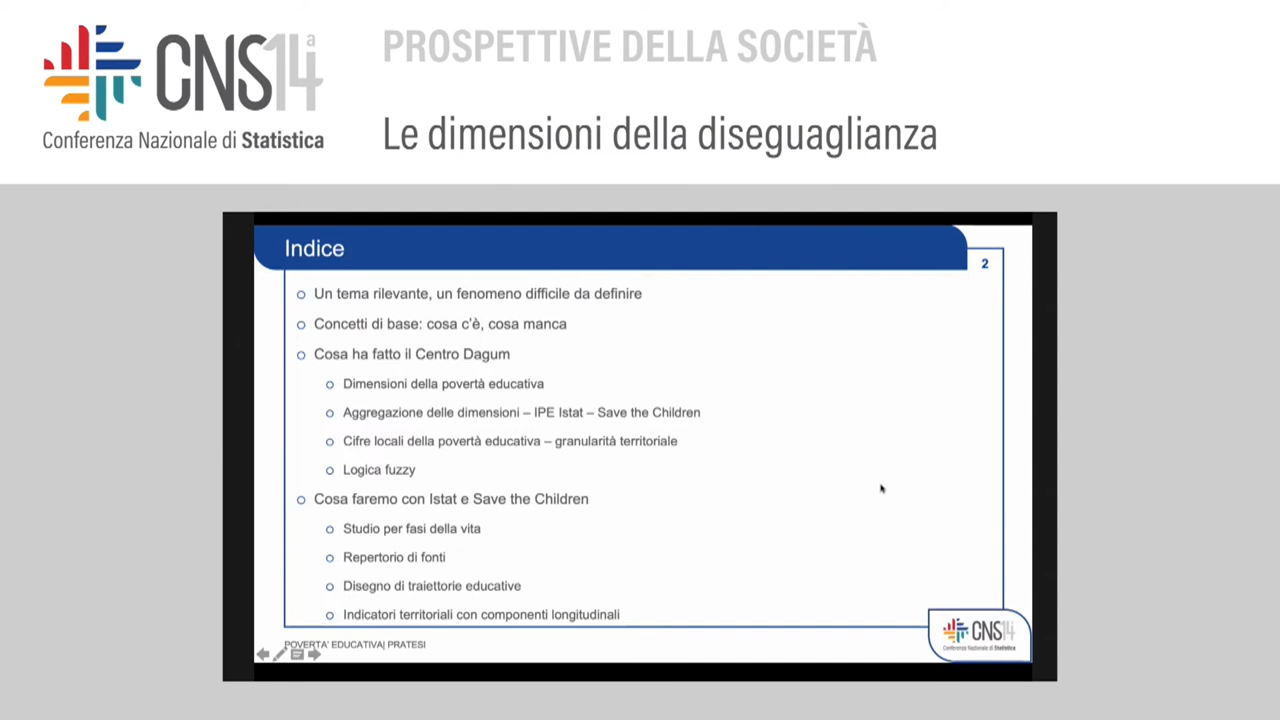 CNS14a
Conferenza Nazionale di Statistica
PROSPETTIVE DELLA SOCIETÀ
Le dimensioni della diseguaglianza
Indice
2
Un tema rilevante, un fenomeno difficile da definire
Concetti di base: cosa c'è, cosa manca
Cosa ha fatto il Centro Dagum
Dimensioni della povertà educativa
Aggregazione delle dimensioni – IPE Istat – Save the Children
Cifre locali della povertà educativa – granularità territoriale
Logica fuzzy
Cosa faremo con Istat e Save the Children
Studio per fasi della vita
Repertorio di fonti
Disegno di traiettorie educative
Indicatori territoriali con componenti longitudinali
POVERTA' EDUCATIVA| PRATESI
CNS14
Conferenza Nazionale di Statistica